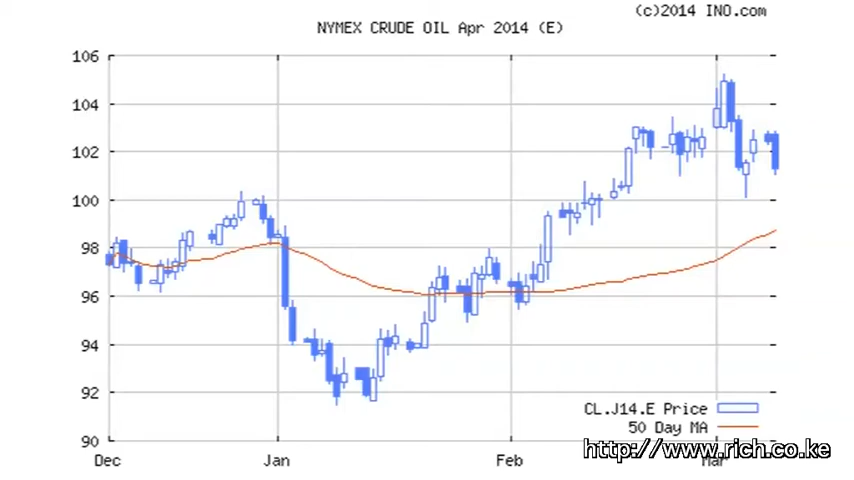 (c)2014 INO.com
NYMEX CRUDE OIL Apr 2014 (E)
106
104
102
100
98
96
94
92
90
CL.J14.E Price
50 Day MA
http://www.rich.co.ke
Dec Jan Feb Mar